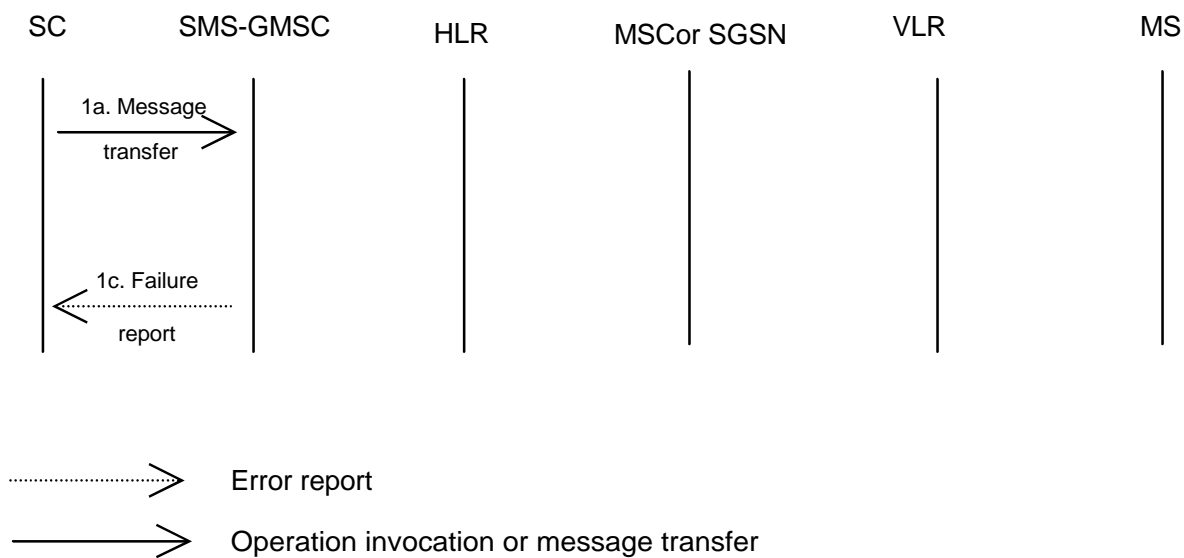 SC SMS-GMSC HLR MSCor SGSN VLR MS
1a. Message
transfer
1c. Failure
report
Error report
Operation invocation or message transfer